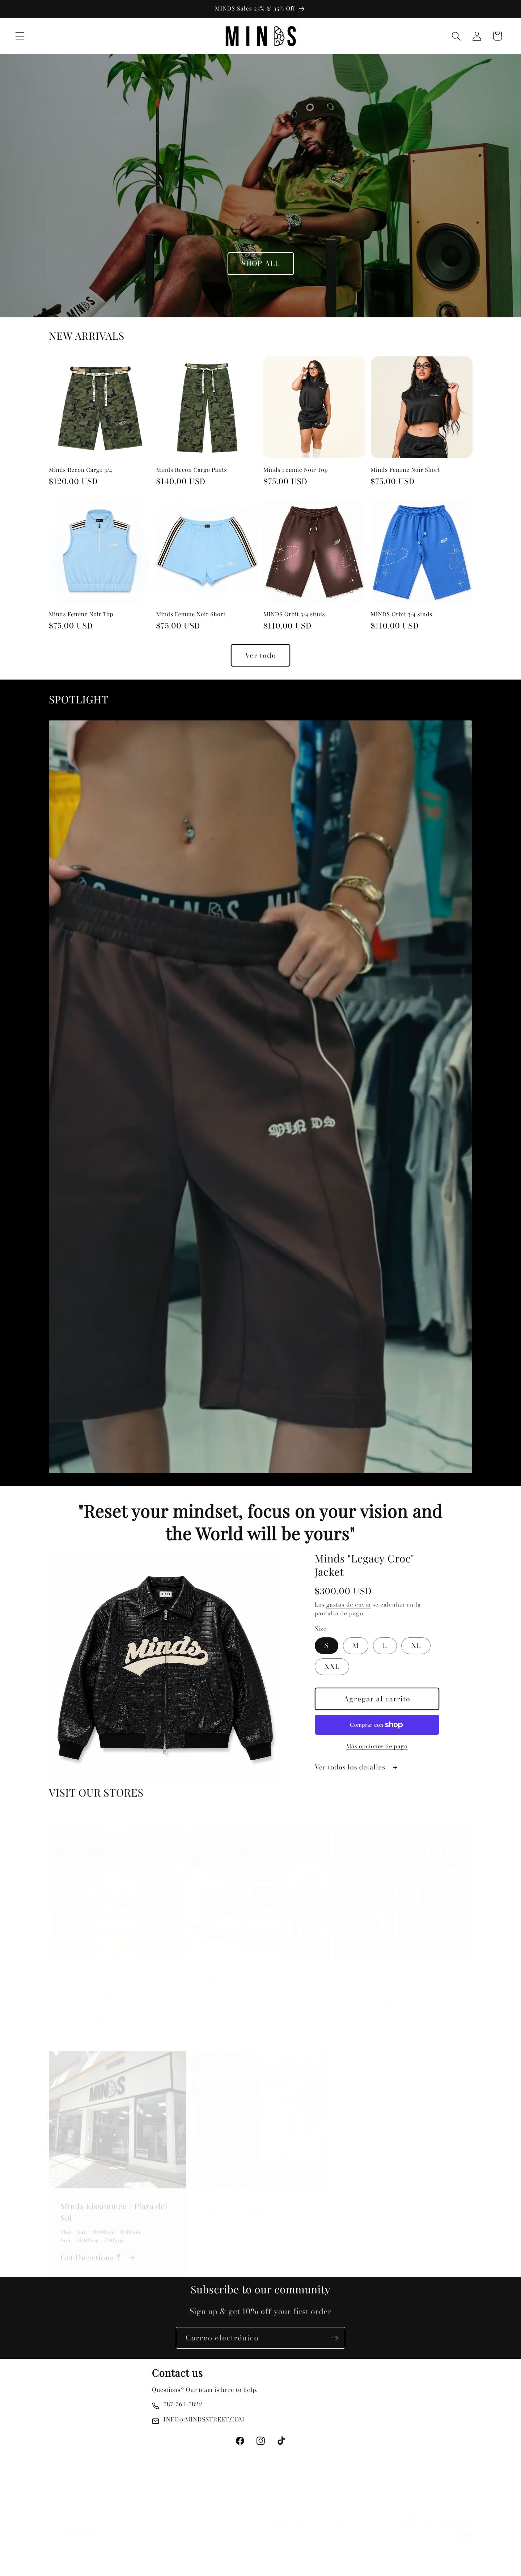 MINDS Sales 25% & 35% Off →
MINDS
SHOP ALL
NEW ARRIVALS
Minds Recon Cargo 3/4
$120.00 USD
Minds Recon Cargo Pants
$140.00 USD
Minds Femme Noir Top
$75.00 USD
Minds Femme Noir Short
$75.00 USD
Minds Femme Noir Top
$75.00 USD
Minds Femme Noir Short
$75.00 USD
MINDS Orbit 3/4 studs
$110.00 USD
MINDS Orbit 3/4 studs
$110.00 USD
Ver todo
SPOTLIGHT
MINDS
MINDS
"Reset your mindset, focus on your vision and
the World will be yours"
Minds
Minds "Legacy Croc"
Jacket
$300.00 USD
Los gastos de envío se calculan en la
pantalla de pago.
Size
S
M
L
XL
XXL
Agregar al carrito
Comprar con shop
Más opciones de pago
Ver todos los detalles →
VISIT OUR STORES
MINDS
Minds Kissimmee / Plaza del
Sol
Get Directions
Subscribe to our community
Sign up & get 10% off your first order
Correo electrónico
Contact us
Questions? Our team is here to help.
787-564-7822
INFO@MINDSSTREET.COM